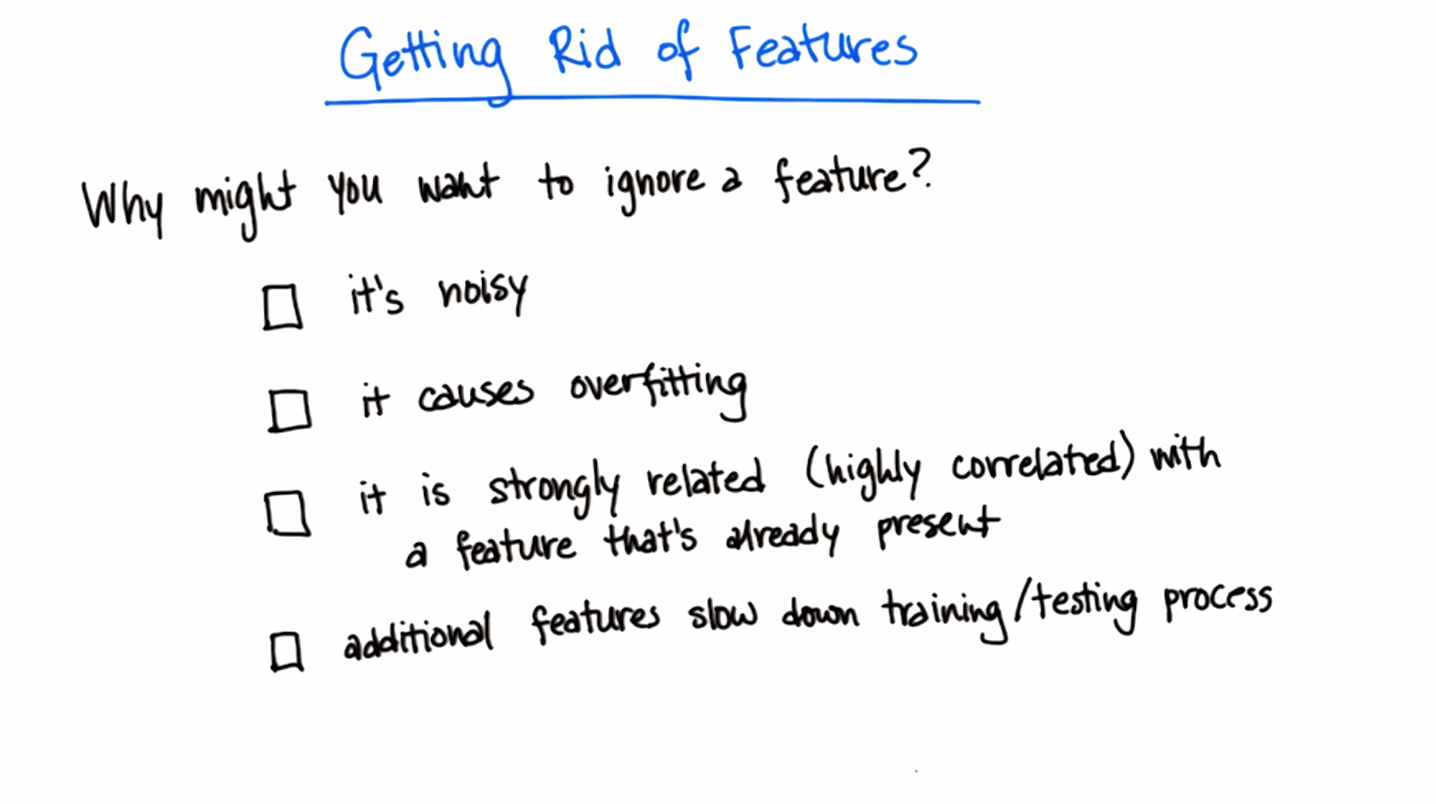 Getting Rid of Features
Why might you want to ignore a feature?
it's noisy
it causes overfitting
it is strongly related (highly correlated) with
a feature that's already present
additional features slow down training/testing process